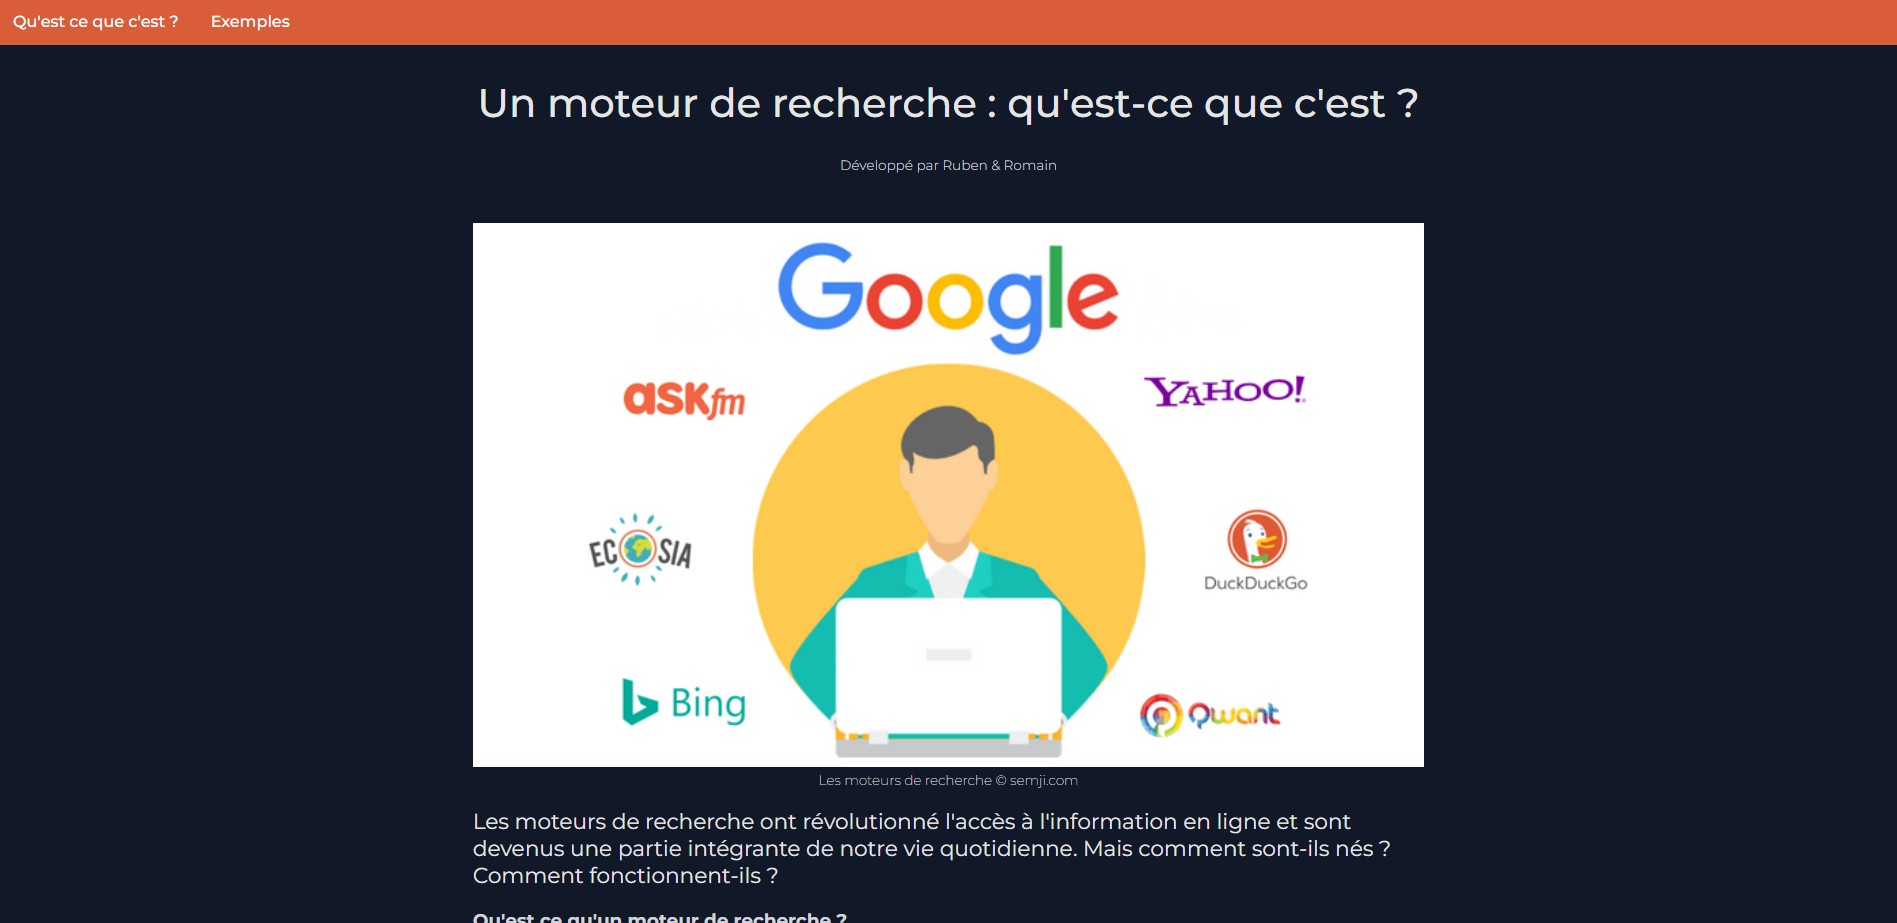 Qu'est ce que c'est ? Exemples
Un moteur de recherche : qu'est-ce que c'est ?
Développé par Ruben & Romain
Google
ASKfm
YAHOO!
ECOSIA
DuckDuckGo
Bing
Qwant
Les moteurs de recherche © semji.com
Les moteurs de recherche ont révolutionné l'accès à l'information en ligne et sont
devenus une partie intégrante de notre vie quotidienne. Mais comment sont-ils nés ?
Comment fonctionnent-ils ?
Qu'est ce qu'un moteur de recherche ?